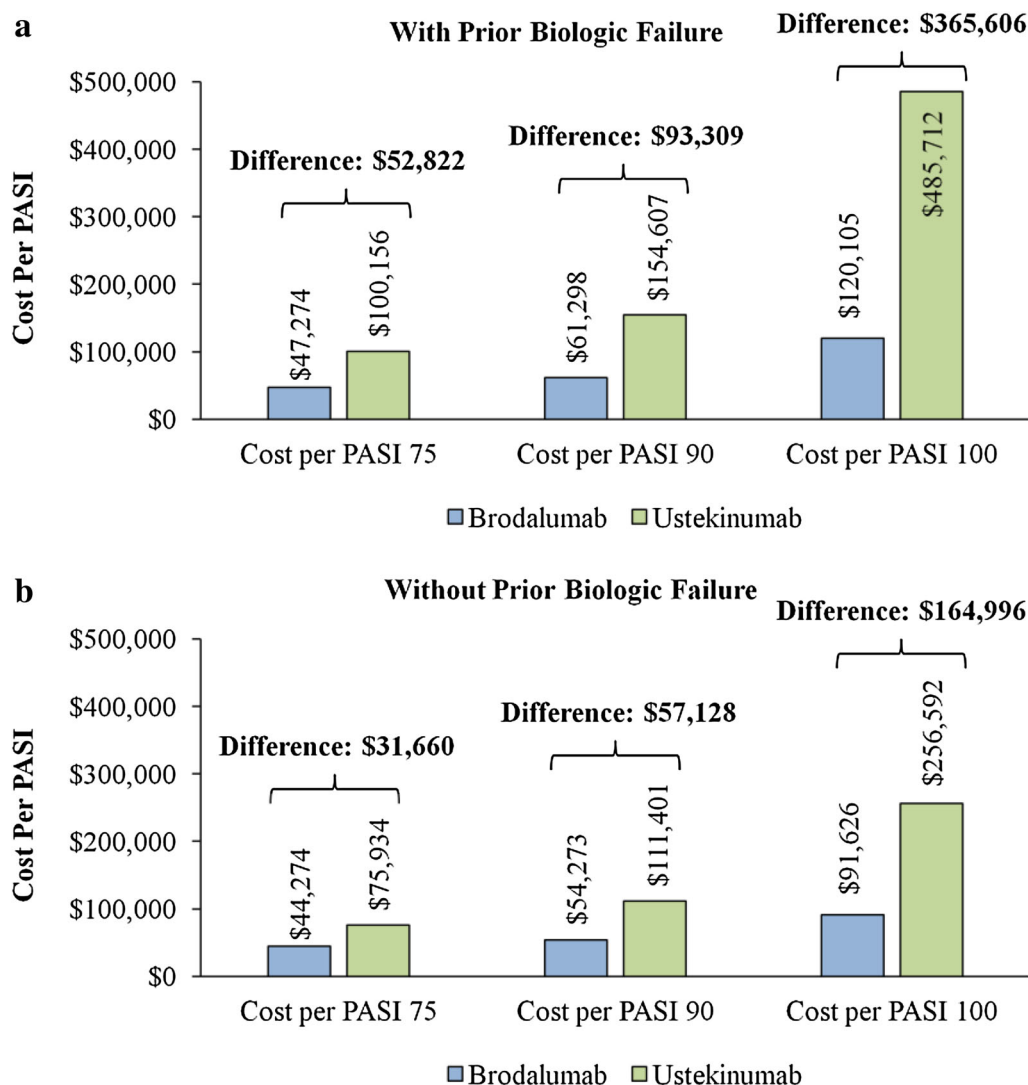 a
With Prior Biologic Failure
Difference: $365,606
Difference: $93,309
Difference: $52,822
Cost Per PASI
$500,000
$400,000
$300,000
$200,000
$100,000
$0
$47,274
$100,156
$61,298
$154,607
$120,105
$485,712
Cost per PASI 75
Cost per PASI 90
Cost per PASI 100
Brodalumab
Ustekinumab
b
Without Prior Biologic Failure
Difference: $164,996
Difference: $57,128
Difference: $31,660
Cost Per PASI
$500,000
$400,000
$300,000
$200,000
$100,000
$0
$44,274
$75,934
$54,273
$111,401
$91,626
$256,592
Cost per PASI 75
Cost per PASI 90
Cost per PASI 100
Brodalumab
Ustekinumab